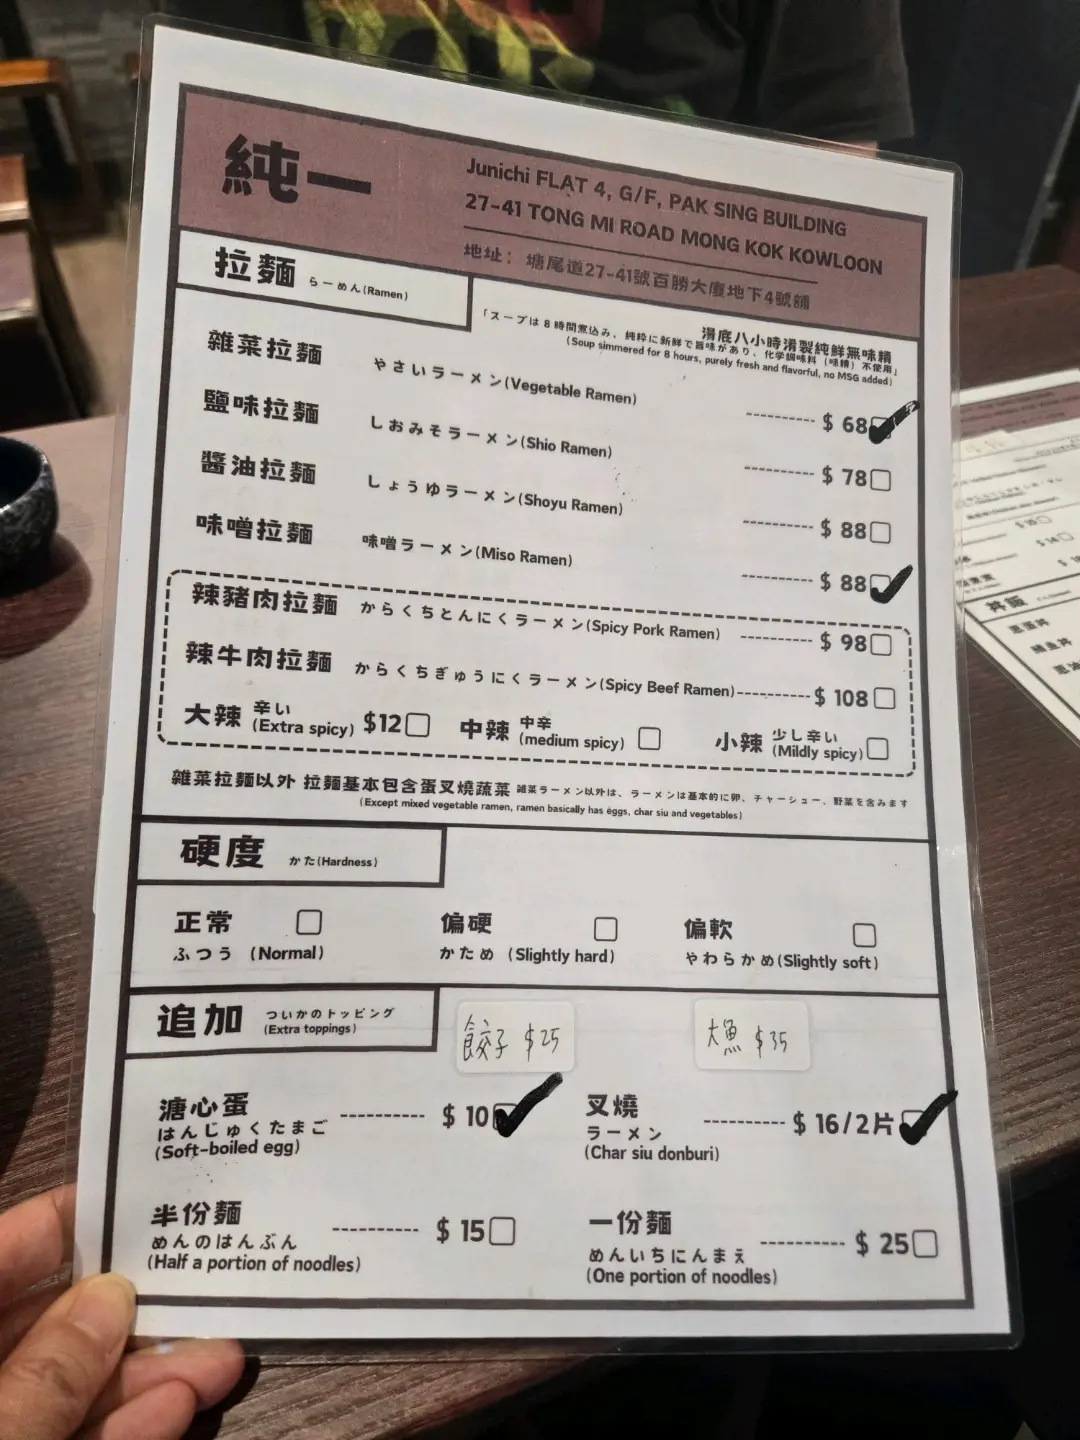 純一
Junichi FLAT 4, G/F, PAK SING BUILDING
27-41 TONG MI ROAD MONG KOK KOWLOON
地址：塘尾道27-41號百勝大廈地下4號舖
拉麵 らーめん(Ramen)
湯底八小時淆製純鮮無味精
「スープは8時間煮込み、純粋に新鮮で旨味があり、化学調味料（味精）不使用」
(Soup simmered for 8 hours, purely fresh and flavorful, no MSG added)
雜菜拉麵 やさいラーメン(Vegetable Ramen) ---------- $ 68
鹽味拉麵 しおみそラーメン(Shio Ramen) ---------- $ 78
醬油拉麵 しょうゆラーメン(Shoyu Ramen) ---------- $ 88
味噌拉麵 味噌ラーメン(Miso Ramen) ---------- $ 88
辣豬肉拉麵 からくちとんにくラーメン(Spicy Pork Ramen) ---------- $ 98
辣牛肉拉麵 からくちぎゅうにくラーメン(Spicy Beef Ramen) ---------- $ 108
大辣 辛い (Extra spicy) $12 中辣 中辛 (medium spicy) 小辣 少し辛い (Mildly spicy)
雜菜拉麵以外 拉麵基本包含蛋叉燒蔬菜 雑菜ラーメン以外は、ラーメンは基本的に卵、チャーシュー、野菜を含みます
(Except mixed vegetable ramen, ramen basically has eggs, char siu and vegetables)
硬度 かた(Hardness)
正常 偏硬 偏軟
ふつう (Normal) かため (Slightly hard) やわらかめ(Slightly soft)
追加 ついかのトッピング
(Extra toppings)
餃子 $25 大魚 $35
溏心蛋 ---------- $ 10
はんじゅくたまご
(Soft-boiled egg)
叉燒 ---------- $ 16/2片
ラーメン
(Char siu donburi)
半份麵 ---------- $ 15
めんのはんぶん
(Half a portion of noodles)
一份麵 ---------- $ 25
めんいちにんまえ
(One portion of noodles)
丼飯